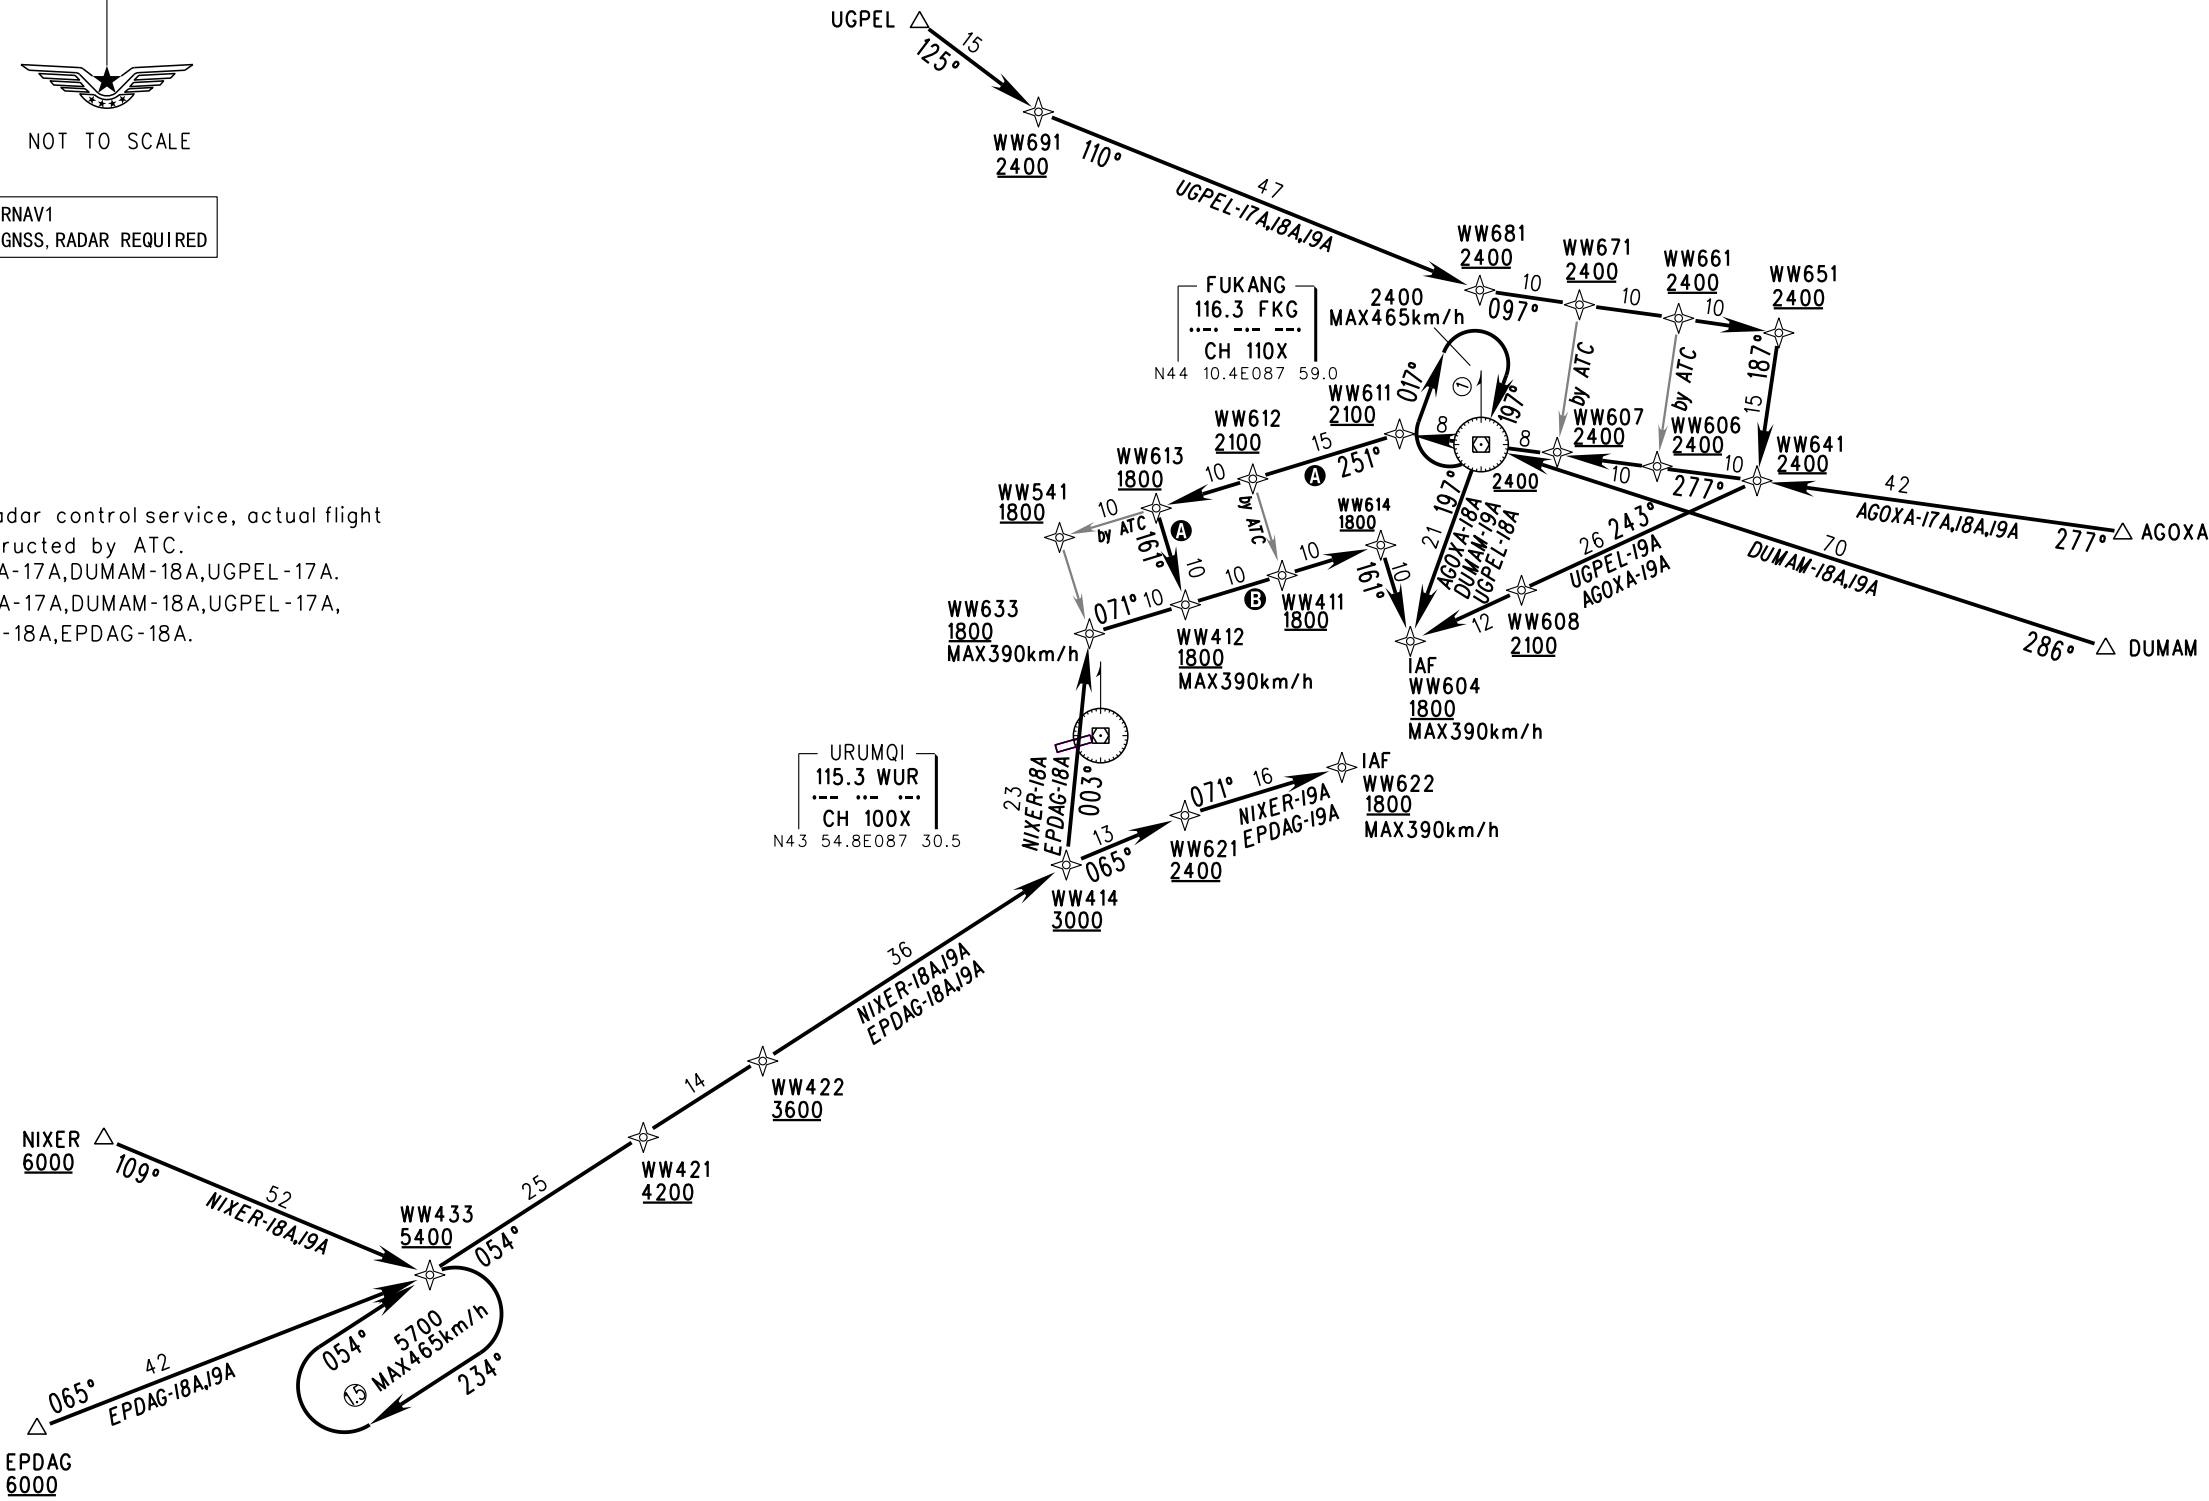 NOT TO SCALE
RNAV1
GNSS, RADAR REQUIRED
adar control service, actual flight
ructed by ATC.
A-17A,DUMAM-18A,UGPEL-17A.
A-17A,DUMAM-18A,UGPEL-17A,
-18A,EPDAG-18A.
UGPEL
15
125°
WW691
2400
110°
47
UGPEL-17A,18A,19A
WW681
2400
10
097°
WW671
2400
10
WW661
2400
10
WW651
2400
187°
15
by ATC
by ATC
FUKANG
116.3 FKG
CH 110X
N44 10.4E087 59.0
2400
MAX465km/h
017°
1
197°
WW611
2100
8
8
2400
WW607
2400
WW606
2400
WW641
2400
10
10
277°
42
AGOXA-17A,18A,19A
277°
AGOXA
70
DUMAM-18A,19A
286°
DUMAM
WW612
2100
15
A
251°
WW613
1800
10
by ATC
WW541
1800
10
by ATC
A
161°
10
WW614
1800
10
161°
10
21
197°
AGOXA-18A
DUMAM-19A
UGPEL-18A
26
243°
UGPEL-19A
AGOXA-19A
12
WW608
2100
WW633
1800
MAX390km/h
071°
10
10
WW412
1800
MAX390km/h
B
WW411
1800
IAF
WW604
1800
MAX390km/h
URUMQI
115.3 WUR
CH 100X
N43 54.8E087 30.5
23
NIXER-18A
EPDAG-18A
003°
13
065°
WW414
3000
WW621
2400
071°
16
NIXER-19A
EPDAG-19A
IAF
WW622
1800
MAX390km/h
36
NIXER-18A,19A
EPDAG-18A,19A
WW422
3600
14
WW421
4200
25
054°
WW433
5400
NIXER
6000
109°
52
NIXER-18A,19A
EPDAG
6000
065°
42
EPDAG-18A,19A
054°
5700
1.5
MAX465km/h
234°